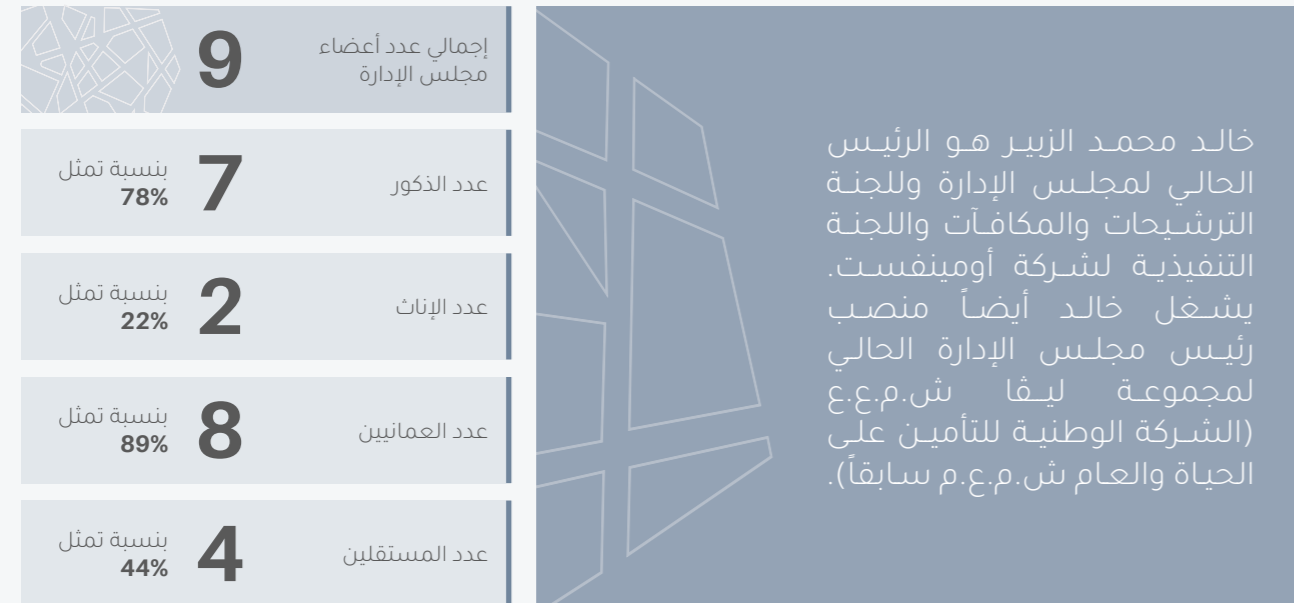 خالد محمد الزبير هو الرئيس
الحالي لمجلس الإدارة وللجنة
الترشيحات والمكافآت واللجنة
التنفيذية لشركة أومينفست.
يشغل خالد أيضاً منصب
رئيس مجلس الإدارة الحالي
لمجموعة ليڤا ش.م.ع.ع
(الشركة الوطنية للتأمين على
الحياة والعام ش.م.ع.م سابقاً).
إجمالي عدد أعضاء
مجلس الإدارة
9
عدد الذكور
7
بنسبة تمثل
78%
عدد الإناث
2
بنسبة تمثل
22%
عدد العمانيين
8
بنسبة تمثل
89%
عدد المستقلين
4
بنسبة تمثل
44%